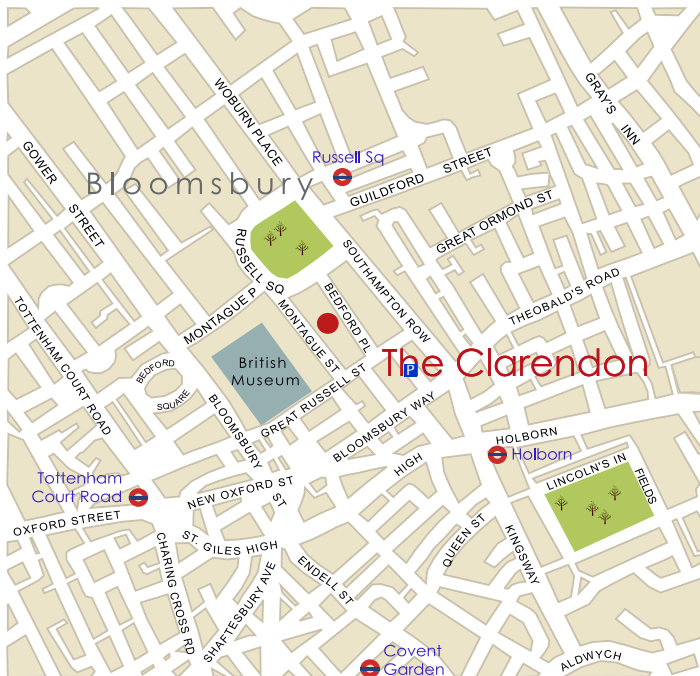 WOBURN PLACE
GRAY'S INN
GOWER STREET
Russell Sq
Bloomsbury
GUILDFORD STREET
GREAT ORMOND ST
RUSSELL SQ
SOUTHAMPTON ROW
MONTAGUE P
MONTAGUE ST
BEDFORD PL
THEOBALD'S ROAD
TOTTENHAM COURT ROAD
The Clarendon
P
British
Museum
BEDFORD
SQUARE
GREAT RUSSELL ST
BLOOMSBURY ST
BLOOMSBURY WAY
HIGH
HOLBORN
Holborn
LINCOLN'S IN
FIELDS
Tottenham
Court Road
NEW OXFORD ST
OXFORD STREET
ST. GILES HIGH
CHARING CROSS RD
SHAFTESBURY AVE
ENDELL ST
QUEEN ST
KINGSWAY
Covent
Garden
ALDWYCH